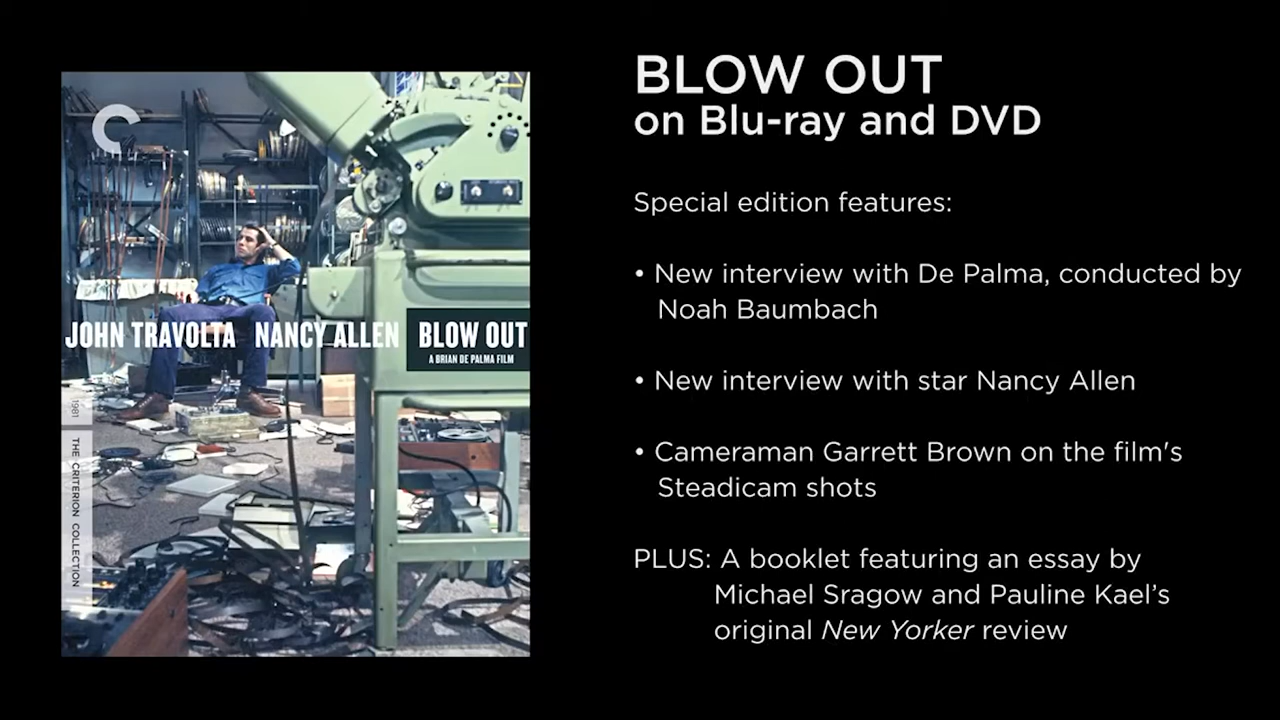 JOHN TRAVOLTA NANCY ALLEN BLOW OUT
A BRIAN DE PALMA FILM
1981
THE CRITERION COLLECTION
BLOW OUT
on Blu-ray and DVD
Special edition features:
• New interview with De Palma, conducted by
Noah Baumbach
• New interview with star Nancy Allen
• Cameraman Garrett Brown on the film's
Steadicam shots
PLUS: A booklet featuring an essay by
Michael Sragow and Pauline Kael’s
original New Yorker review